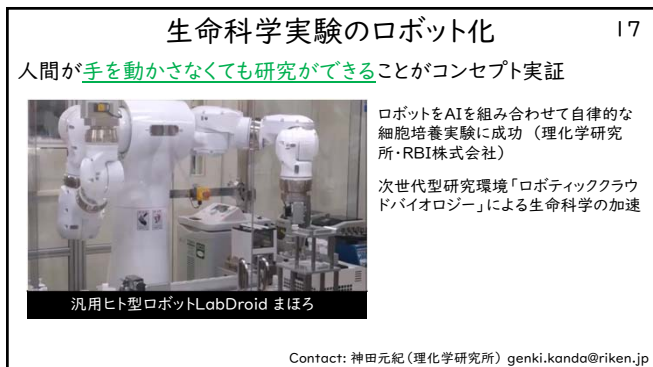 生命科学実験のロボット化
17
人間が手を動かさなくても研究ができることがコンセプト実証
ロボットをAIを組み合わせて自律的な
細胞培養実験に成功 (理化学研究
所・RBI株式会社)
次世代型研究環境「ロボティッククラウ
ドバイオロジー」による生命科学の加速
汎用ヒト型ロボットLabDroid まほろ
Contact: 神田元紀(理化学研究所) genki.kanda@riken.jp